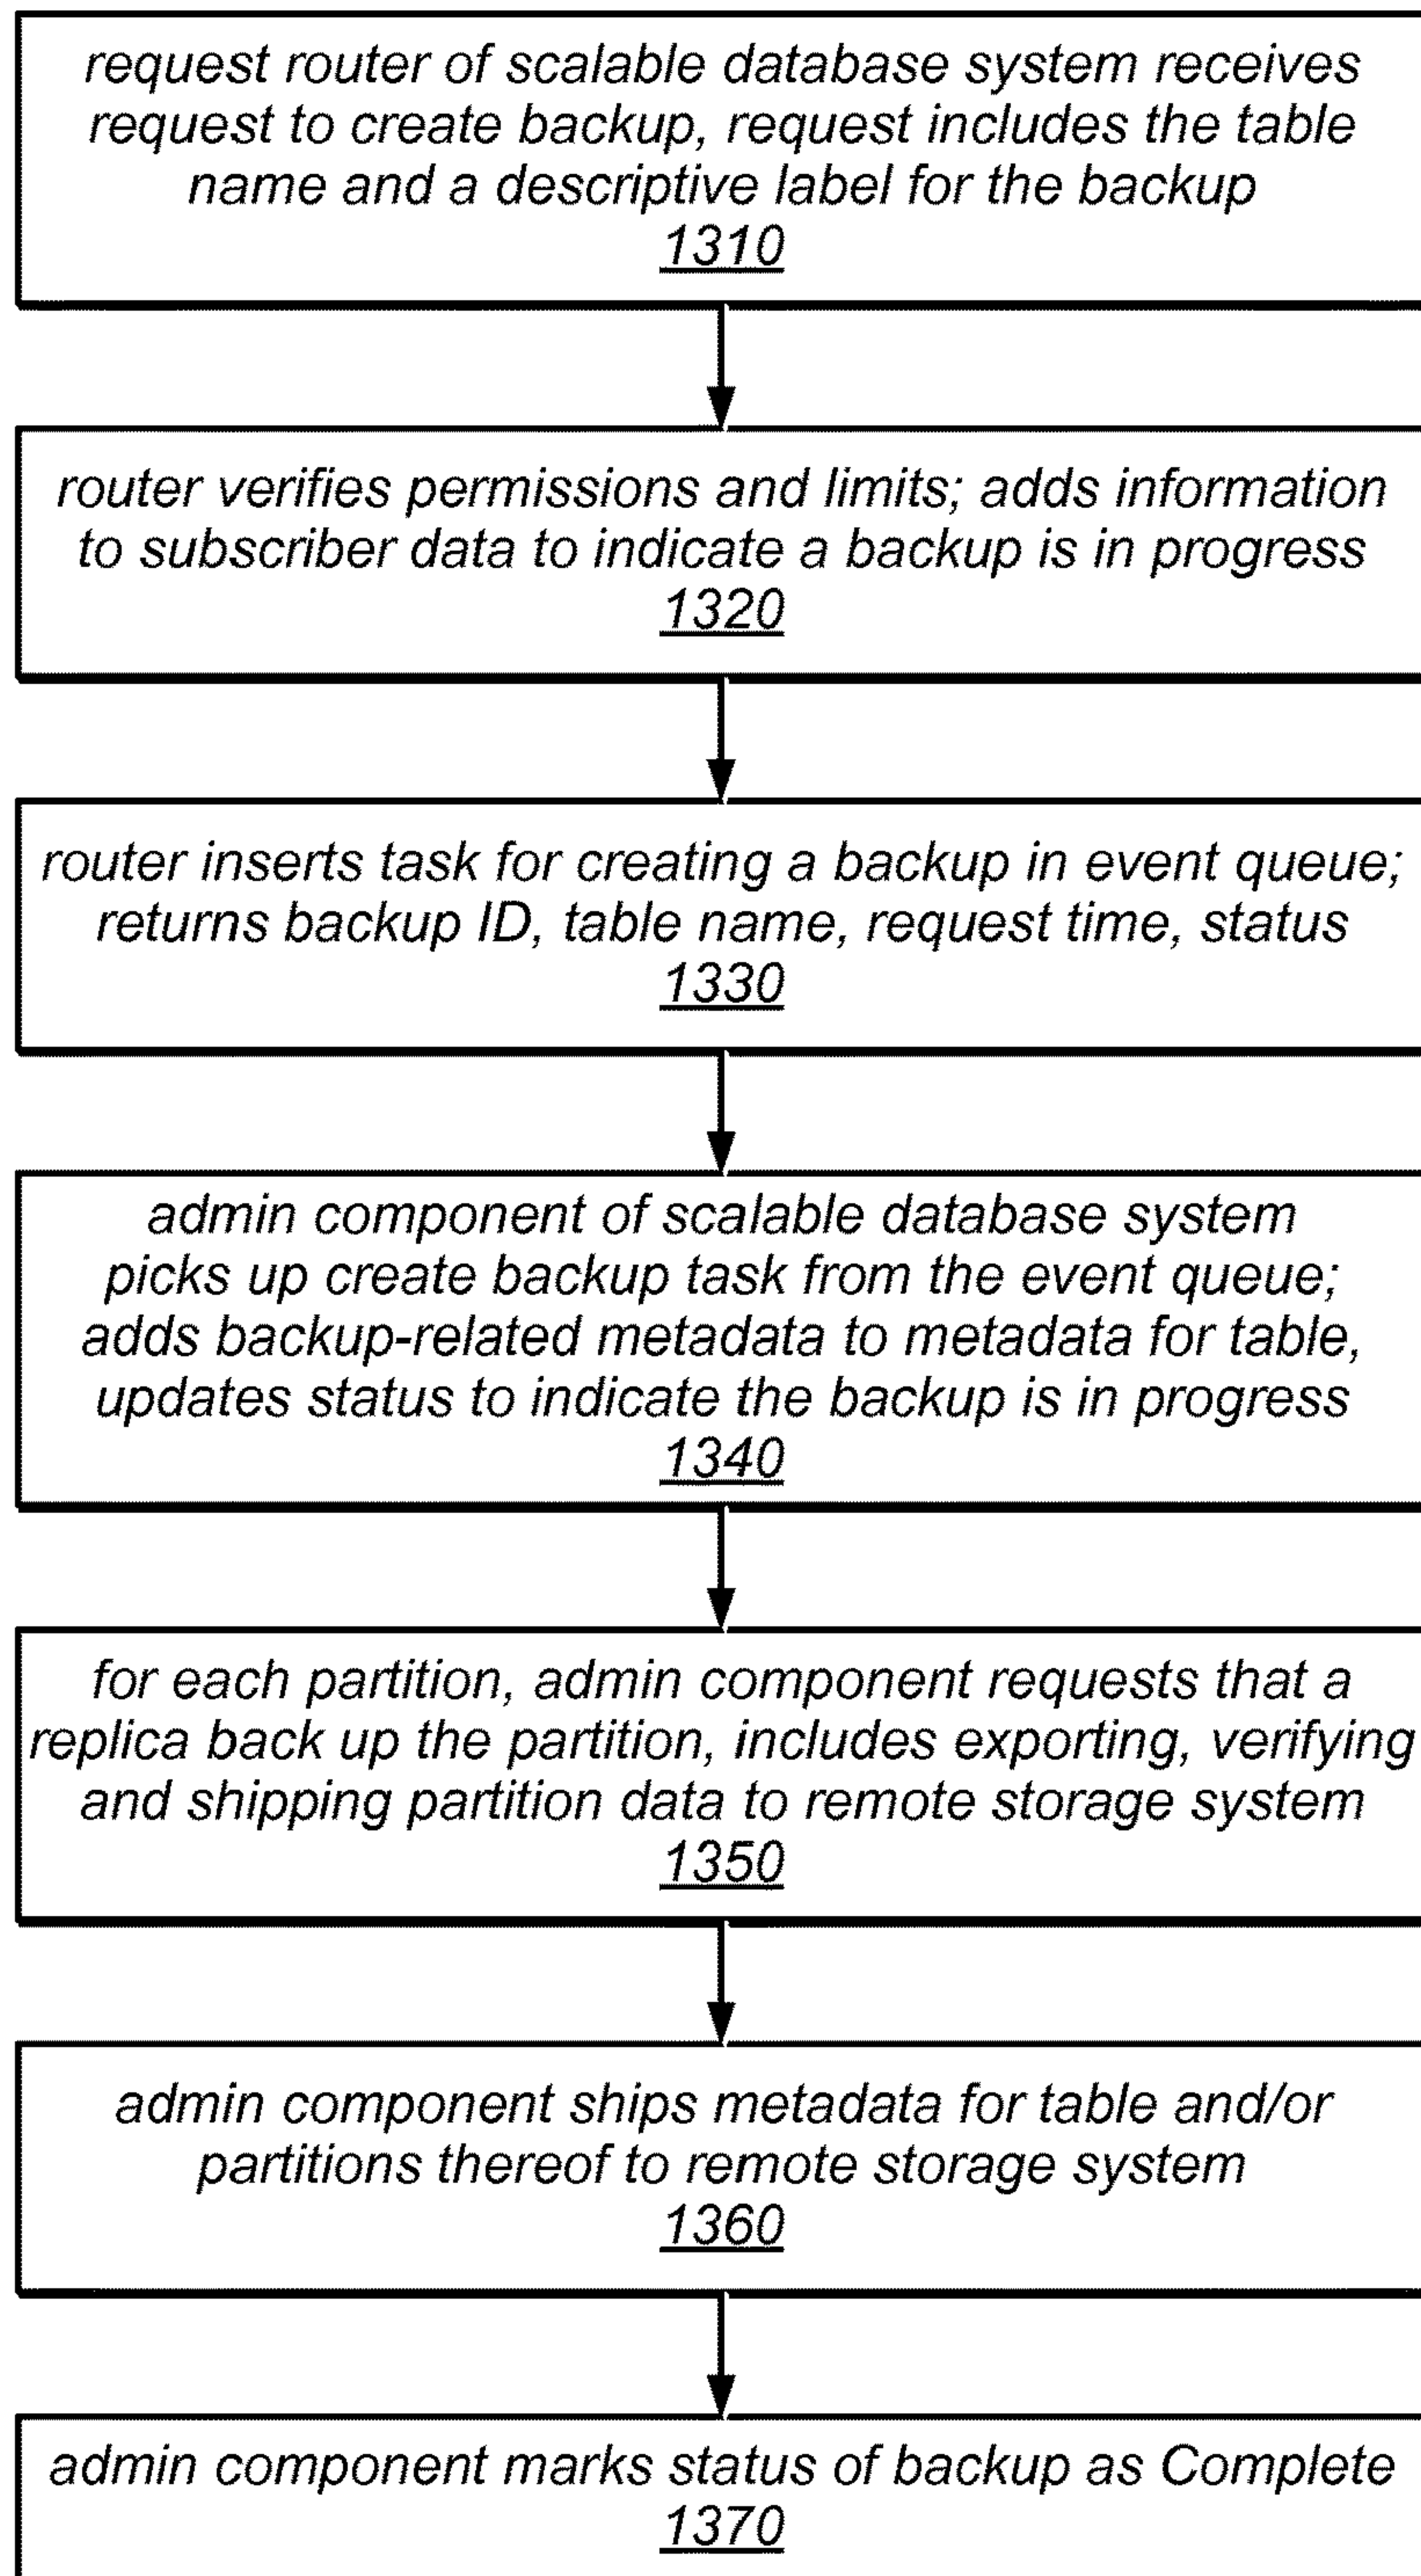 request router of scalable database system receives
request to create backup, request includes the table
name and a descriptive label for the backup
1310
router verifies permissions and limits; adds information
to subscriber data to indicate a backup is in progress
1320
router inserts task for creating a backup in event queue;
returns backup ID, table name, request time, status
1330
admin component of scalable database system
picks up create backup task from the event queue;
adds backup-related metadata to metadata for table,
updates status to indicate the backup is in progress
1340
for each partition, admin component requests that a
replica back up the partition, includes exporting, verifying
and shipping partition data to remote storage system
1350
admin component ships metadata for table and/or
partitions thereof to remote storage system
1360
admin component marks status of backup as Complete
1370